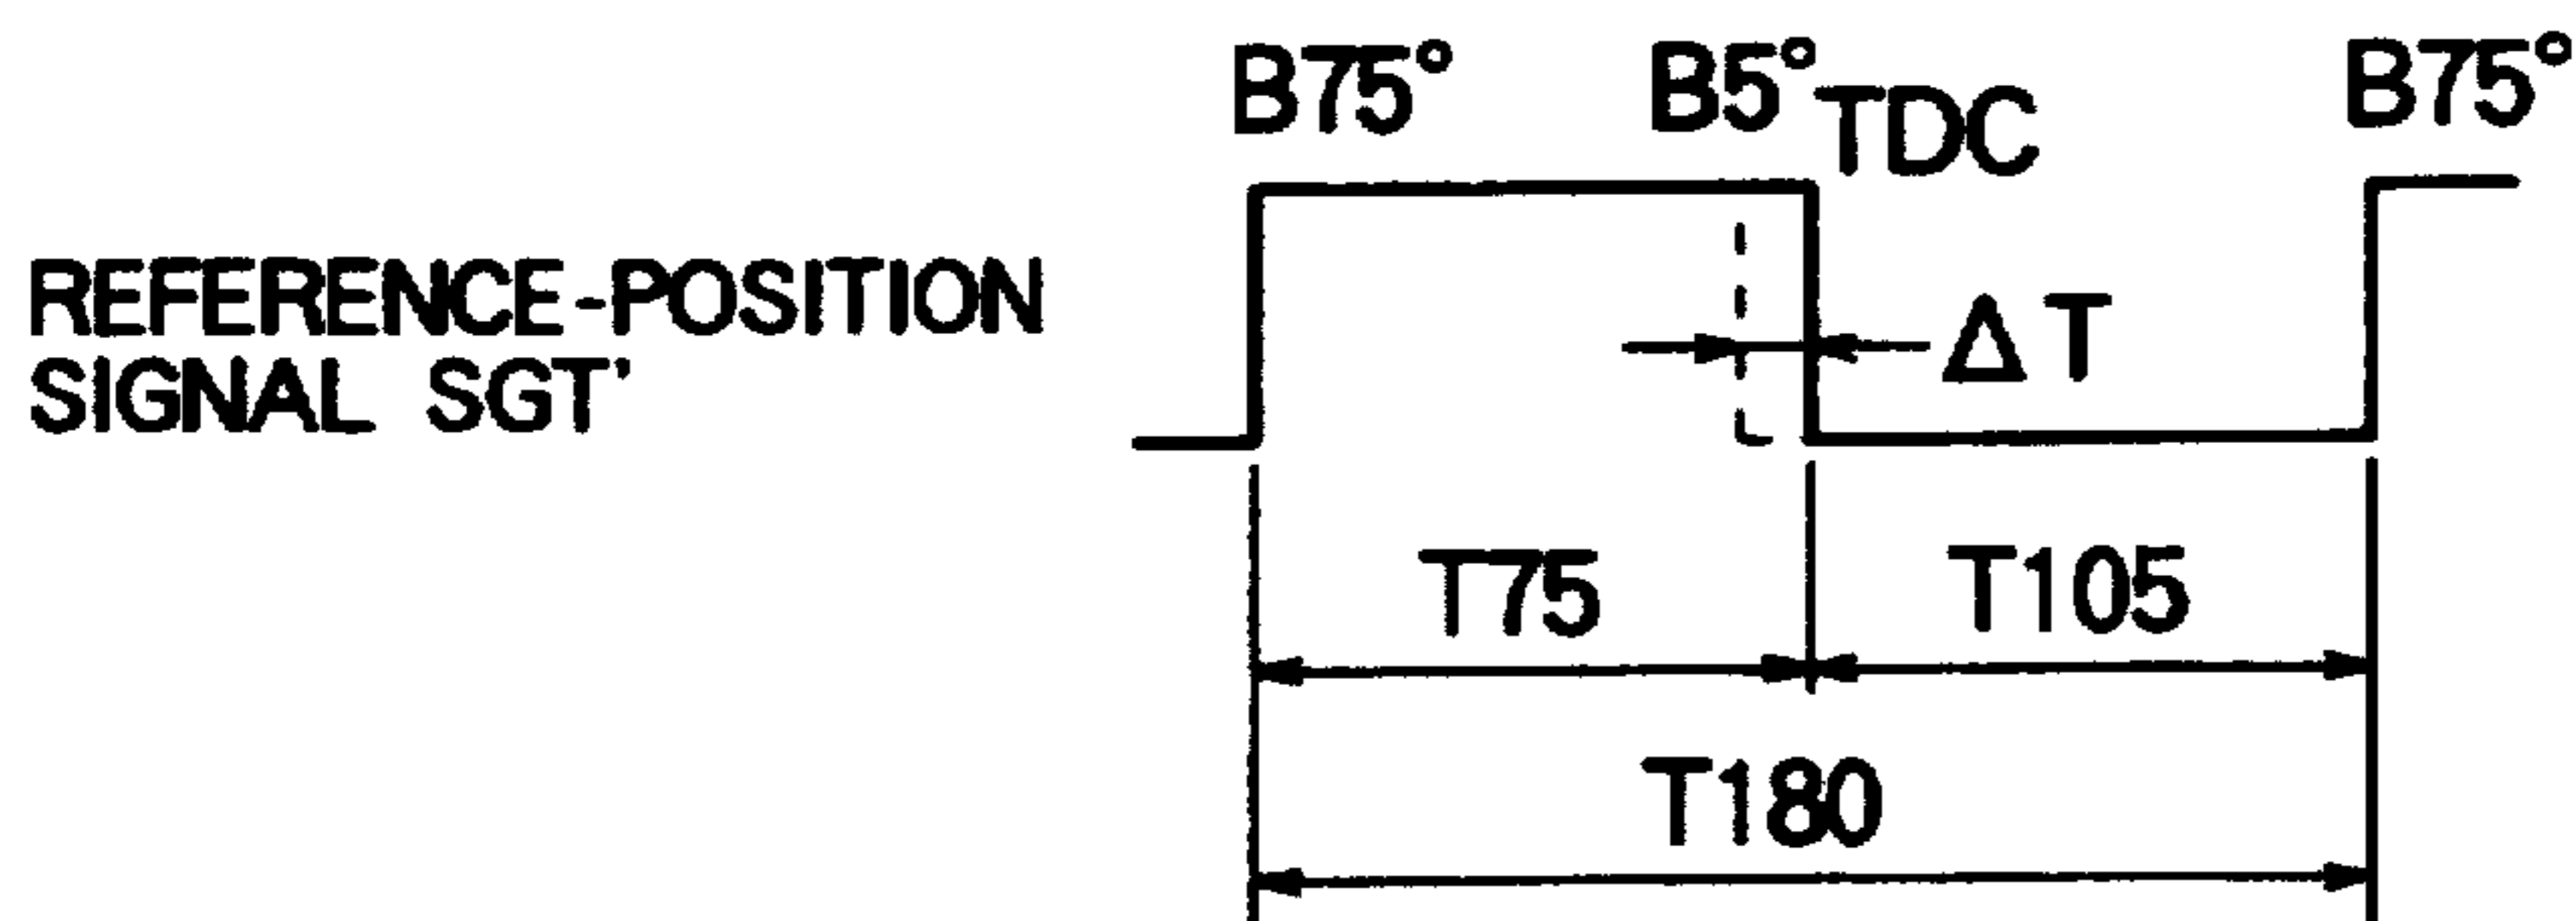 B75° B5° TDC B75°
REFERENCE-POSITION
SIGNAL SGT'
ΔT
T75 T105
T180